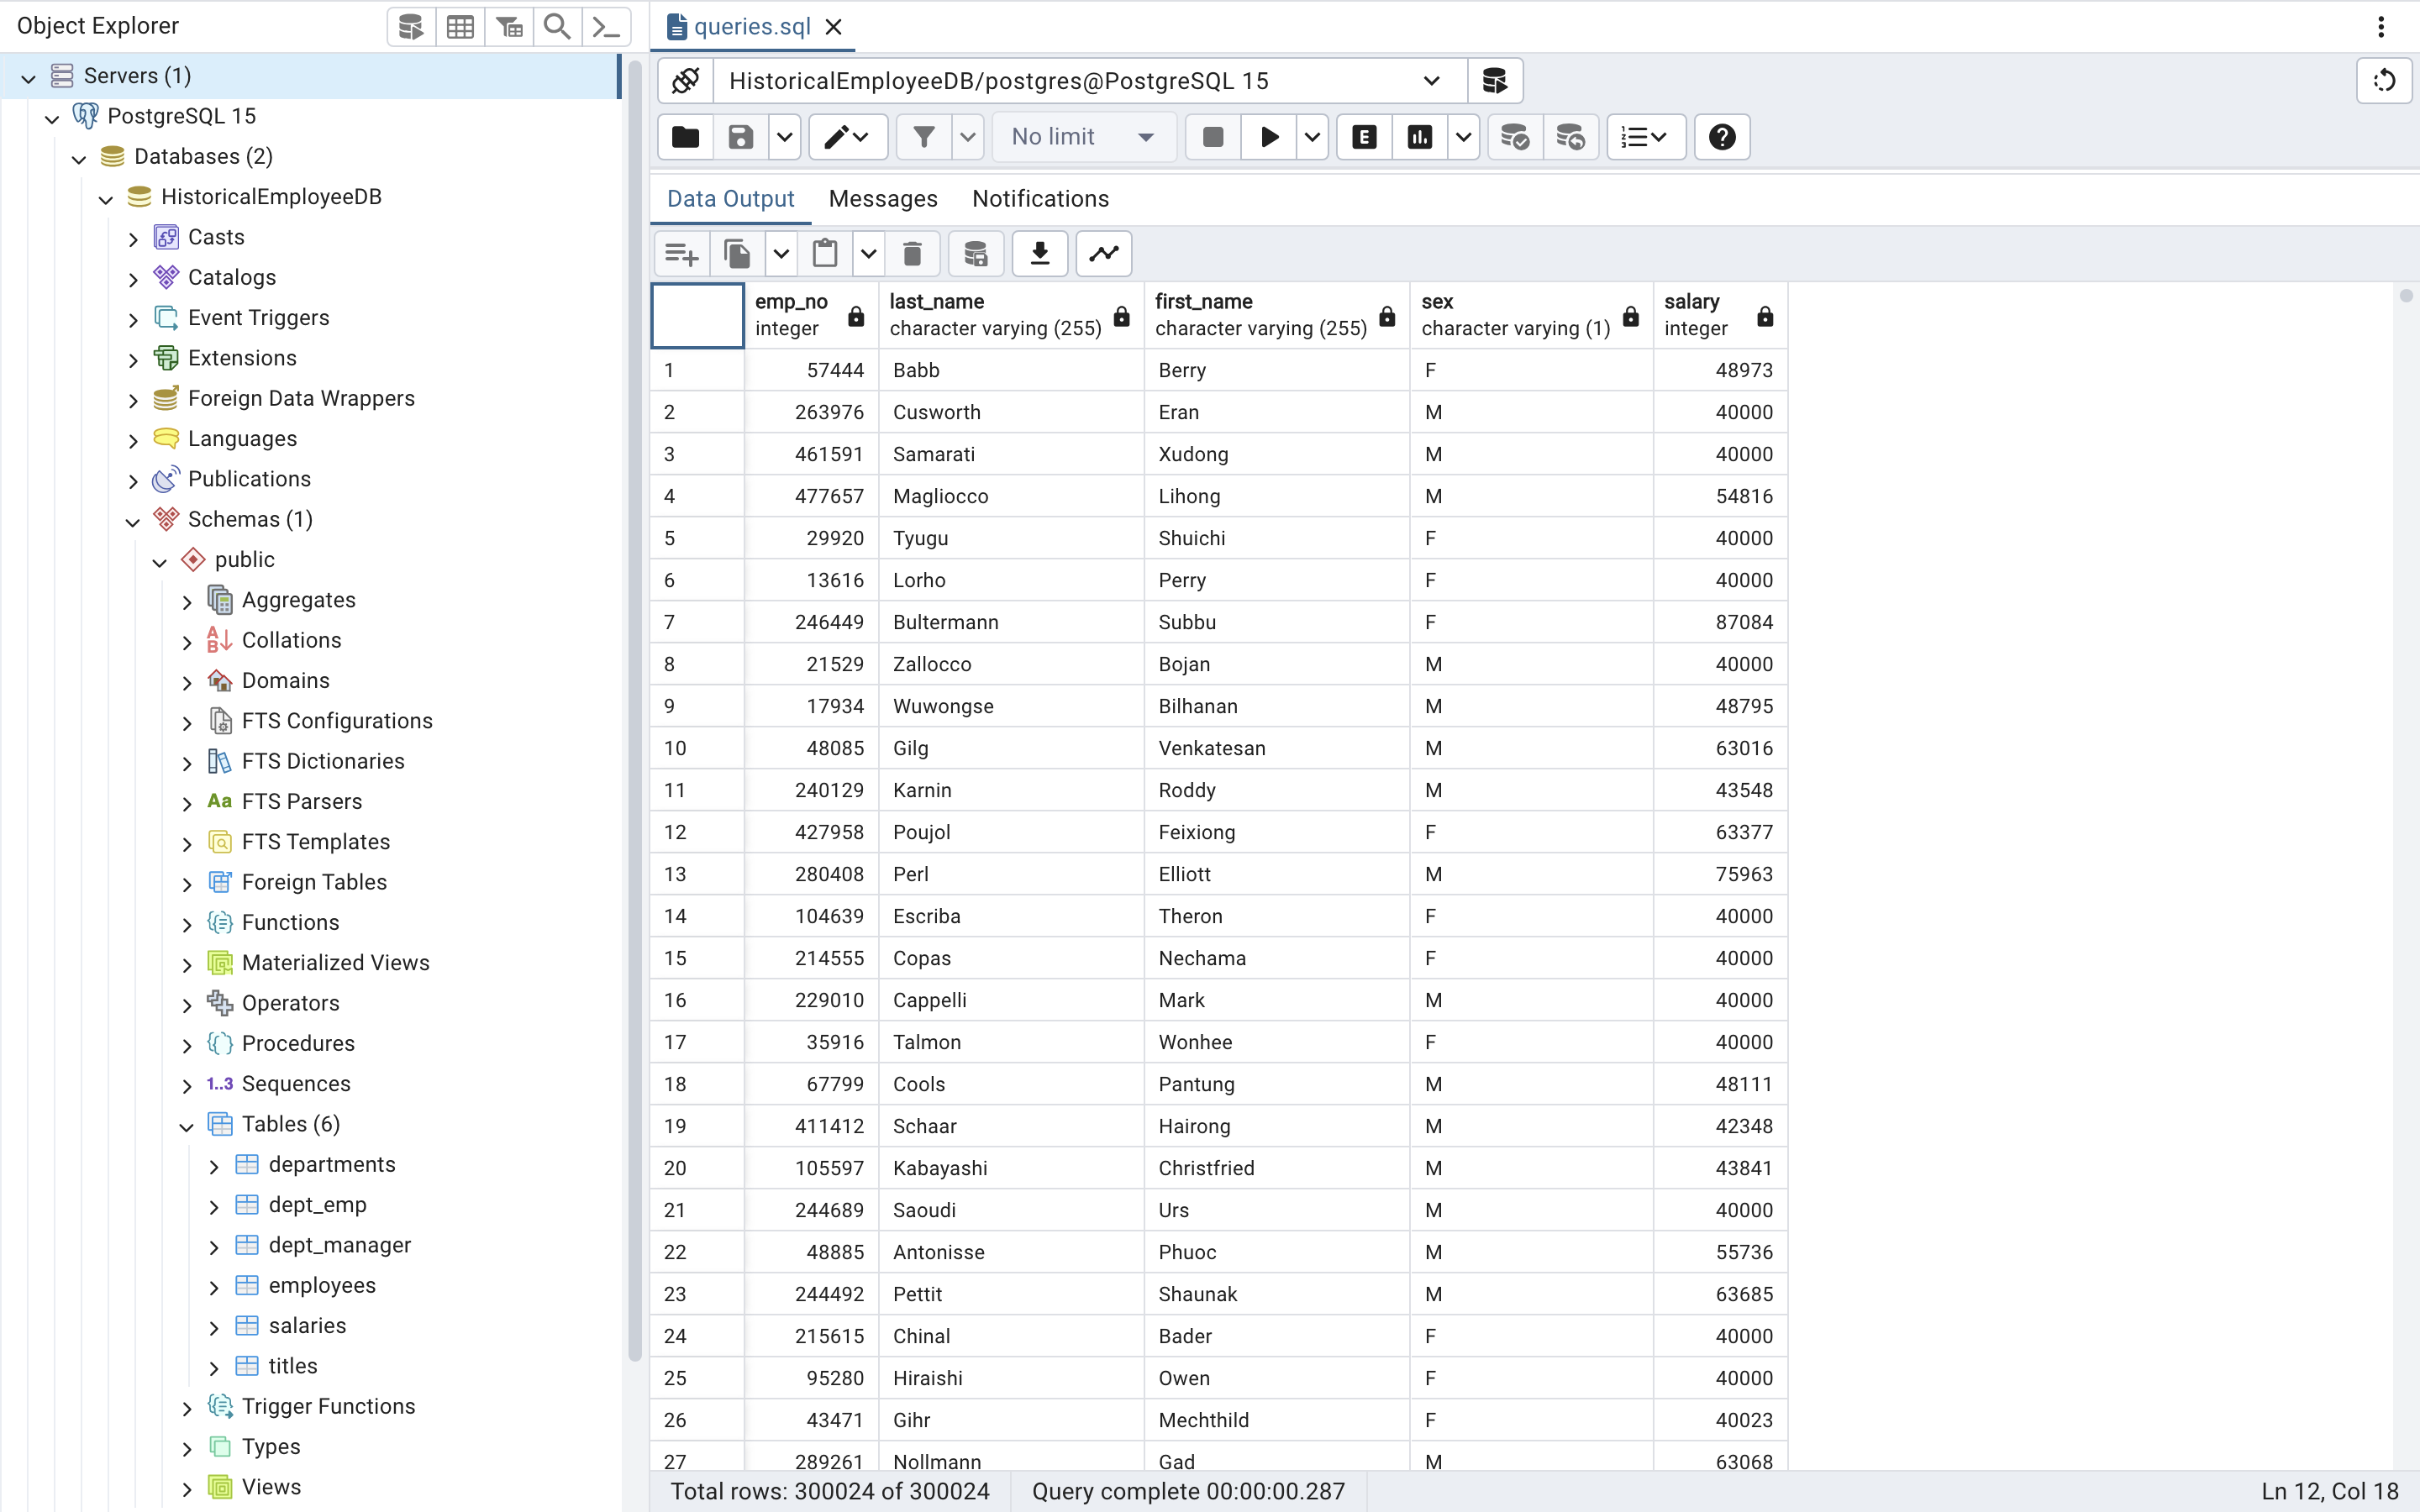 Object Explorer
Servers (1)
PostgreSQL 15
Databases (2)
HistoricalEmployeeDB
Casts
Catalogs
Event Triggers
Extensions
Foreign Data Wrappers
Languages
Publications
Schemas (1)
public
Aggregates
Collations
Domains
FTS Configurations
FTS Dictionaries
Aa FTS Parsers
FTS Templates
Foreign Tables
Functions
Materialized Views
Operators
Procedures
1..3 Sequences
Tables (6)
departments
dept_emp
dept_manager
employees
salaries
titles
Trigger Functions
Types
Views
queries.sql
HistoricalEmployeeDB/postgres@PostgreSQL 15
No limit E
Data Output Messages Notifications
emp_no last_name first_name sex salary
integer character varying (255) character varying (255) character varying (1) integer
1 57444 Babb Berry F 48973
2 263976 Cusworth Eran M 40000
3 461591 Samarati Xudong M 40000
4 477657 Magliocco Lihong M 54816
5 29920 Tyugu Shuichi F 40000
6 13616 Lorho Perry F 40000
7 246449 Bultermann Subbu F 87084
8 21529 Zallocco Bojan M 40000
9 17934 Wuwongse Bilhanan M 48795
10 48085 Gilg Venkatesan M 63016
11 240129 Karnin Roddy M 43548
12 427958 Poujol Feixiong F 63377
13 280408 Perl Elliott M 75963
14 104639 Escriba Theron F 40000
15 214555 Copas Nechama F 40000
16 229010 Cappelli Mark M 40000
17 35916 Talmon Wonhee F 40000
18 67799 Cools Pantung M 48111
19 411412 Schaar Hairong M 42348
20 105597 Kabayashi Christfried M 43841
21 244689 Saoudi Urs M 40000
22 48885 Antonisse Phuoc M 55736
23 244492 Pettit Shaunak M 63685
24 215615 Chinal Bader F 40000
25 95280 Hiraishi Owen F 40000
26 43471 Gihr Mechthild F 40023
27 289261 Nollmann Gad M 63068
Total rows: 300024 of 300024 Query complete 00:00:00.287 Ln 12, Col 18